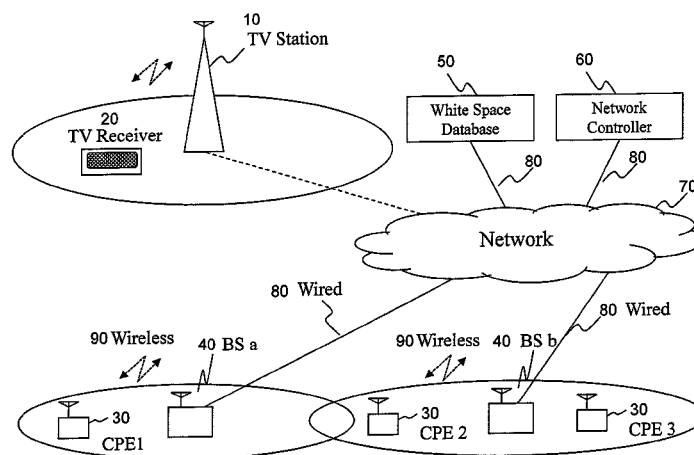 10
TV Station
20
TV Receiver
50
White Space
Database
60
Network
Controller
80
80
70
Network
80 Wired
80 Wired
90 Wireless
40 BS a
30
CPE1
90 Wireless
40 BS b
30
CPE 2
30
CPE 3